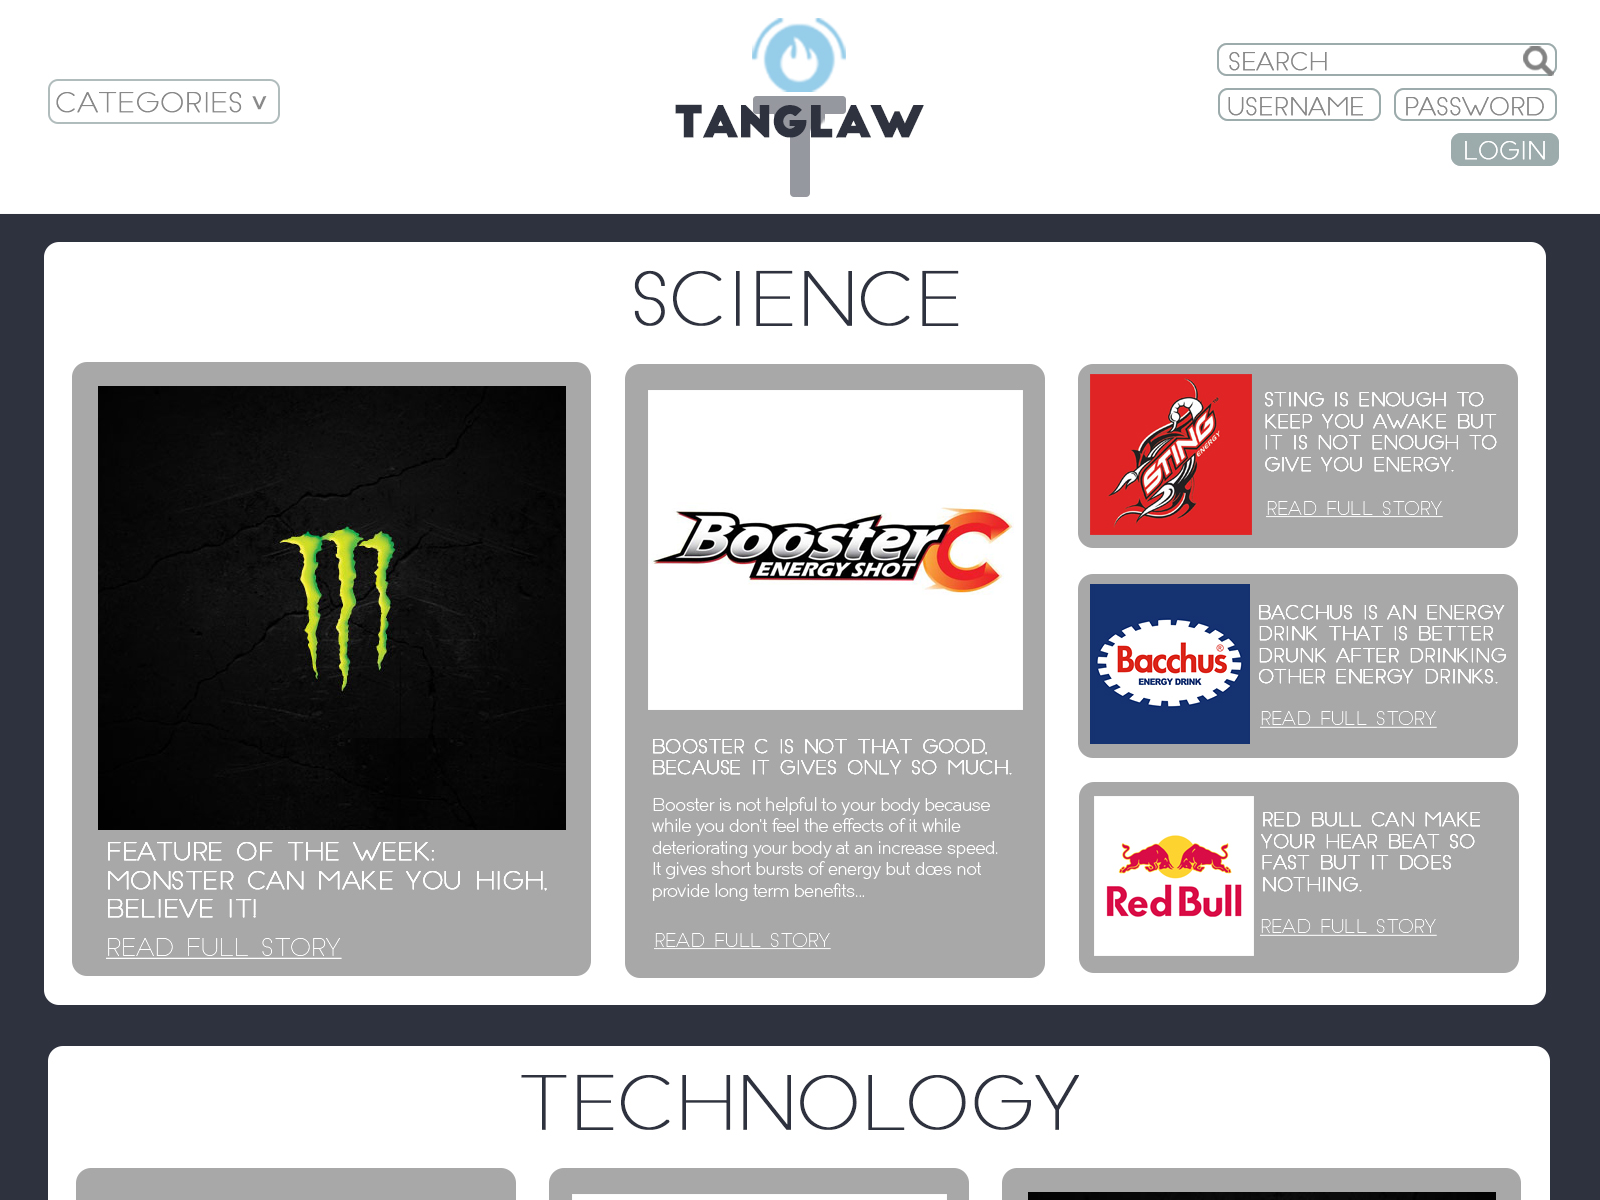 CATEGORIES v
TANGLAW
SEARCH
USERNAME
PASSWORD
LOGIN
SCIENCE
FEATURE OF THE WEEK:
MONSTER CAN MAKE YOU HIGH,
BELIEVE IT!
READ FULL STORY
Booster C
ENERGY SHOT
BOOSTER C IS NOT THAT GOOD,
BECAUSE IT GIVES ONLY SO MUCH.
Booster is not helpful to your body because
while you don't feel the effects of it while
deteriorating your body at an increase speed.
It gives short bursts of energy but does not
provide long term benefits...
READ FULL STORY
STING
ENERGY
STING IS ENOUGH TO
KEEP YOU AWAKE BUT
IT IS NOT ENOUGH TO
GIVE YOU ENERGY.
READ FULL STORY
Bacchus®
ENERGY DRINK
BACCHUS IS AN ENERGY
DRINK THAT IS BETTER
DRUNK AFTER DRINKING
OTHER ENERGY DRINKS.
READ FULL STORY
Red Bull
RED BULL CAN MAKE
YOUR HEAR BEAT SO
FAST BUT IT DOES
NOTHING.
READ FULL STORY
TECHNOLOGY